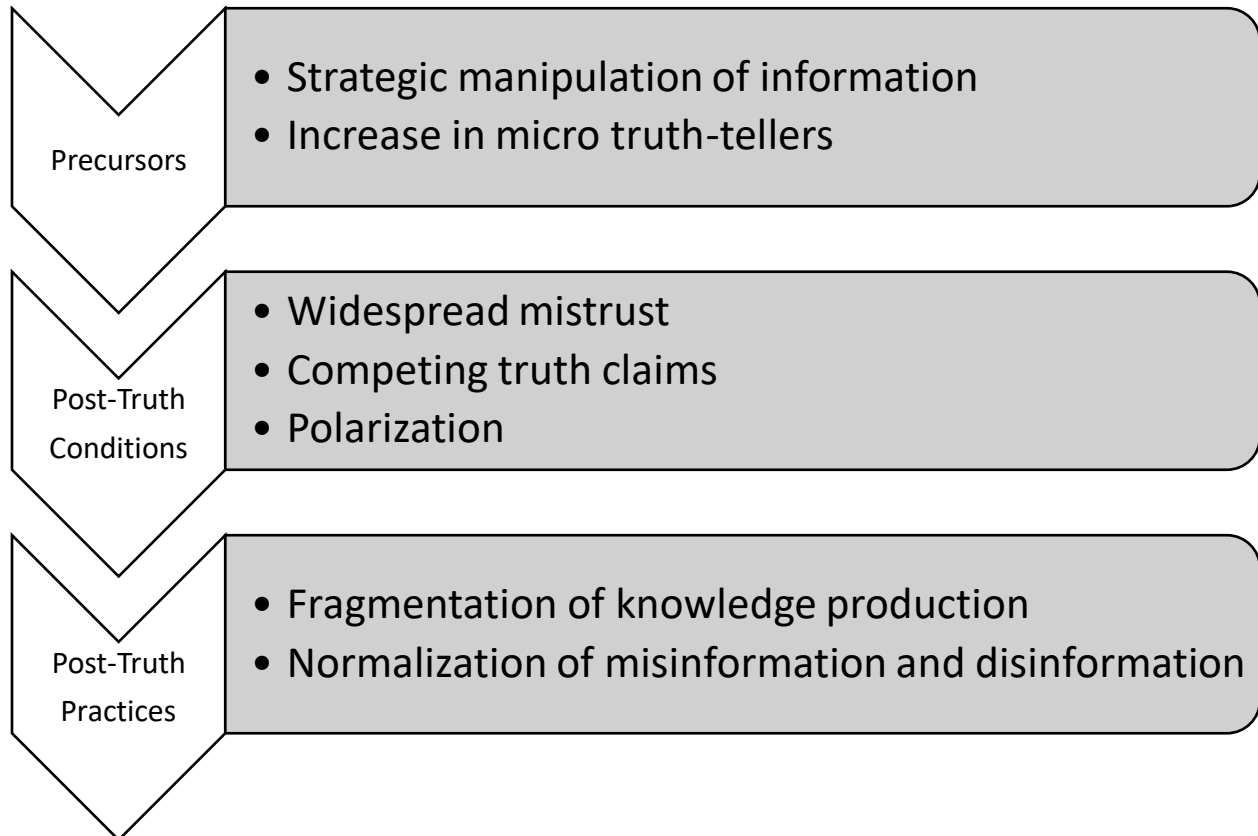 Precursors
• Strategic manipulation of information
• Increase in micro truth-tellers
Post-Truth
Conditions
• Widespread mistrust
• Competing truth claims
• Polarization
Post-Truth
Practices
• Fragmentation of knowledge production
• Normalization of misinformation and disinformation